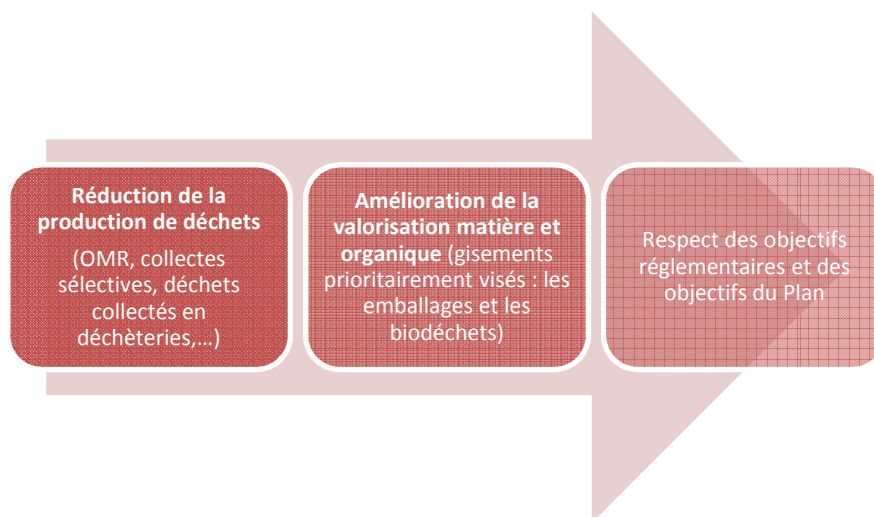 Réduction de la
production de déchets
(OMR, collectes
sélectives, déchets
collectés en
déchèteries,…)
Amélioration de la
valorisation matière et
organique (gisements
prioritairement visés : les
emballages et les
biodéchets)
Respect des objectifs
réglementaires et des
objectifs du Plan